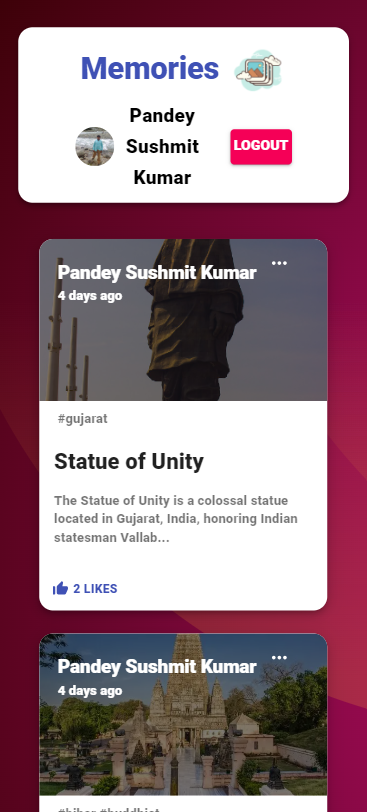 Memories
Pandey
Sushmit
Kumar
LOGOUT
Pandey Sushmit Kumar
4 days ago
#gujarat
Statue of Unity
The Statue of Unity is a colossal statue
located in Gujarat, India, honoring Indian
statesman Vallab...
2 LIKES
Pandey Sushmit Kumar
4 days ago
#bihar #buddhist